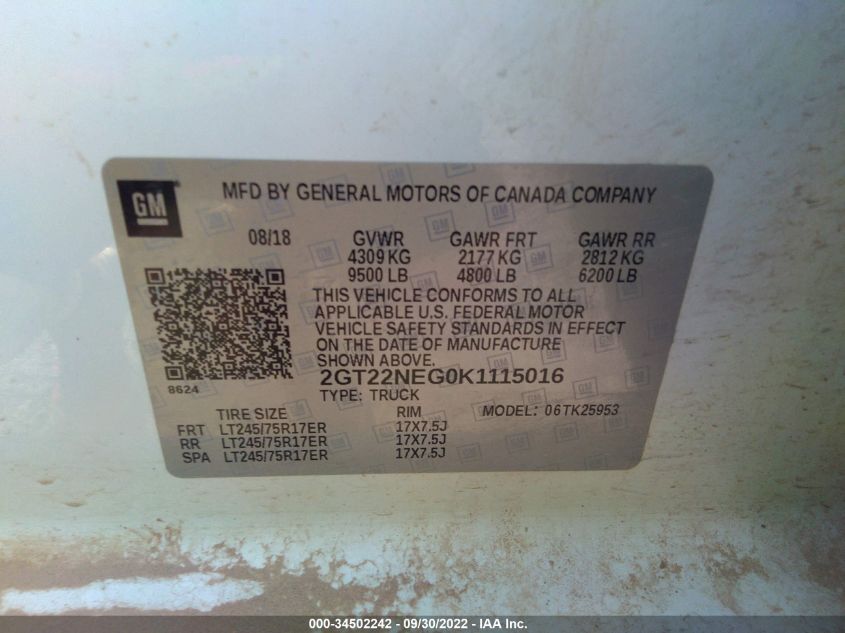 GM
MFD BY GENERAL MOTORS OF CANADA COMPANY
08/18 GVWR GAWR FRT GAWR RR
4309 KG 2177 KG 2812 KG
9500 LB 4800 LB 6200 LB
THIS VEHICLE CONFORMS TO ALL
APPLICABLE U.S. FEDERAL MOTOR
VEHICLE SAFETY STANDARDS IN EFFECT
ON THE DATE OF MANUFACTURE
SHOWN ABOVE.
8624
2GT22NEG0K1115016
TYPE: TRUCK
TIRE SIZE RIM MODEL: 06TK25953
FRT LT245/75R17ER 17X7.5J
RR LT245/75R17ER 17X7.5J
SPA LT245/75R17ER 17X7.5J
000-34502242 - 09/30/2022 - IAA Inc.